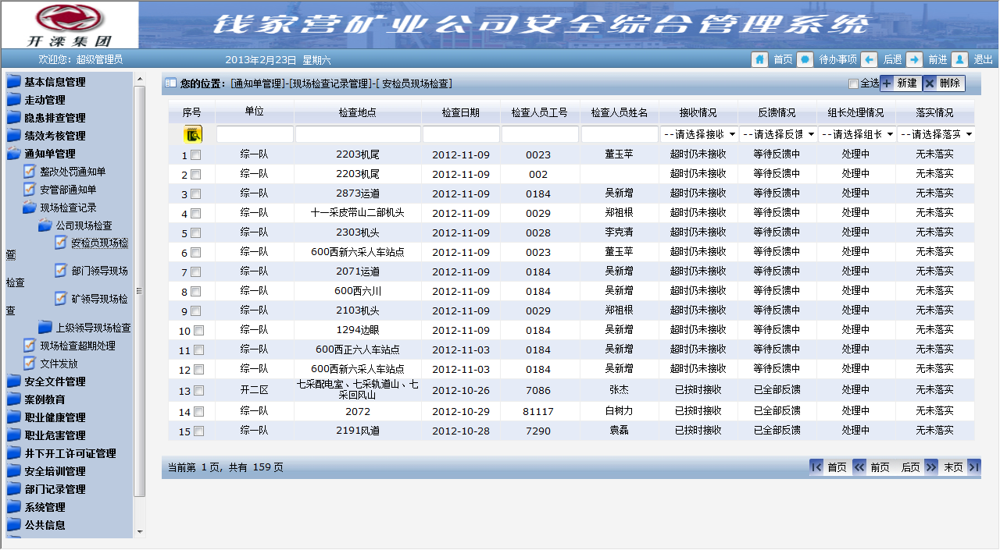 开滦集团
钱家营矿业公司安全综合管理系统
欢迎您：超级管理员 2013年2月23日 星期六 首页 待办事项 后退 前进 退出
基本信息管理
走动管理
隐患排查管理
绩效考核管理
通知单管理
整改处罚通知单
安管部通知单
现场检查记录
公司现场检查
安检员现场检
查
部门领导现场
检查
矿领导现场检
查
上级领导现场检查
现场检查超期处理
文件发放
安全文件管理
案例教育
职业健康管理
职业危害管理
井下开工许可证管理
安全培训管理
部门记录管理
系统管理
公共信息
您的位置：[通知单管理]-[现场检查记录管理]-[ 安检员现场检查] 全选 新建 删除
序号 单位 检查地点 检查日期 检查人员工号 检查人员姓名 接收情况 反馈情况 组长处理情况 落实情况
--请选择接收 --请选择反馈 --请选择组长 --请选择落实
1 综一队 2203机尾 2012-11-09 0023 董玉苹 超时仍未接收 等待反馈中 处理中 无未落实
2 综一队 2203机尾 2012-11-09 002 超时仍未接收 等待反馈中 处理中 无未落实
3 综一队 2873运道 2012-11-09 0184 吴新增 超时仍未接收 等待反馈中 处理中 无未落实
4 综一队 十一采皮带山二部机头 2012-11-09 0029 郑祖根 超时仍未接收 等待反馈中 处理中 无未落实
5 综一队 2303机头 2012-11-09 0028 李克清 超时仍未接收 等待反馈中 处理中 无未落实
6 综一队 600西新六采人车站点 2012-11-09 0023 董玉苹 超时仍未接收 等待反馈中 处理中 无未落实
7 综一队 2071运道 2012-11-09 0184 吴新增 超时仍未接收 等待反馈中 处理中 无未落实
8 综一队 600西六川 2012-11-09 0184 吴新增 超时仍未接收 等待反馈中 处理中 无未落实
9 综一队 2103机头 2012-11-09 0029 郑祖根 超时仍未接收 等待反馈中 处理中 无未落实
10 综一队 1294边眼 2012-11-09 0184 吴新增 超时仍未接收 等待反馈中 处理中 无未落实
11 综一队 600西正六人车站点 2012-11-03 0184 吴新增 超时仍未接收 等待反馈中 处理中 无未落实
12 综一队 600西新六采人车站点 2012-11-03 0184 吴新增 超时仍未接收 等待反馈中 处理中 无未落实
13 开二区 七采配电室、七采轨道山、七采回风山 2012-10-26 7086 张杰 已按时接收 已全部反馈 处理中 无未落实
14 综一队 2072 2012-10-29 81117 白树力 已按时接收 已全部反馈 处理中 无未落实
15 综一队 2191风道 2012-10-28 7290 袁磊 已按时接收 已全部反馈 处理中 无未落实
当前第 1 页，共有 159 页 首页 前页 后页 末页